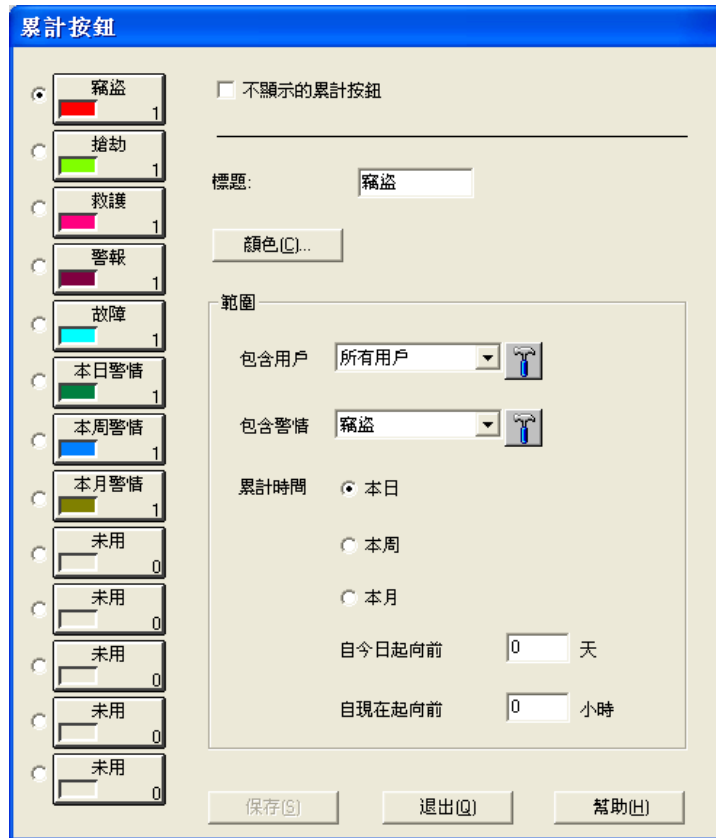 累計按鈕
竊盜
1
搶劫
1
救護
1
警報
1
故障
1
本日警情
1
本周警情
1
本月警情
1
未用
0
未用
0
未用
0
未用
0
未用
0
不顯示的累計按鈕
標題:
竊盜
顏色(C)...
範圍
包含用戶
所有用戶
包含警情
竊盜
累計時間
本日
本周
本月
自今日起向前 0 天
自現在起向前 0 小時
保存(S)
退出(Q)
幫助(H)